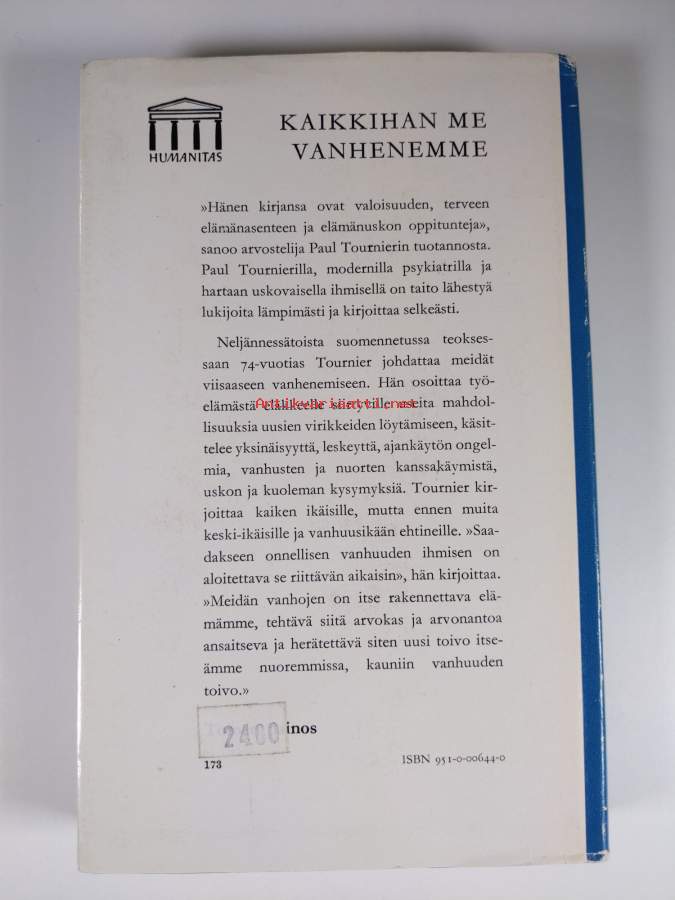 HUMANITAS
KAIKKIHAN ME
VANHENEMME
»Hänen kirjansa ovat valoisuuden, terveen
elämänasenteen ja elämänuskon oppitunteja»,
sanoo arvostelija Paul Tournierin tuotannosta.
Paul Tournierilla, modernilla psykiatrilla ja
hartaan uskovaisella ihmisellä on taito lähestyä
lukijoita lämpimästi ja kirjoittaa selkeästi.
Neljännessätoista suomennetussa teokses-
saan 74-vuotias Tournier johdattaa meidät
viisaaseen vanhenemiseen. Hän osoittaa työ-
elämästä eläkkeelle siirtyville useita mahdol-
Antikvariaatti.net
lisuuksia uusien virikkeiden löytämiseen, käsit-
telee yksinäisyyttä, leskeyttä, ajankäytön ongel-
mia, vanhusten ja nuorten kanssakäymistä,
uskon ja kuoleman kysymyksiä. Tournier kir-
joittaa kaiken ikäisille, mutta ennen muita
keski-ikäisille ja vanhuusikään ehtineille. »Saa-
dakseen onnellisen vanhuuden ihmisen on
aloitettava se riittävän aikaisin», hän kirjoittaa.
»Meidän vanhojen on itse rakennettava elä-
mämme, tehtävä siitä arvokas ja arvonantoa
ansaitseva ja herätettävä siten uusi toivo itse-
ämme nuoremmissa, kauniin vanhuuden
toivo.»
2400 inos
173
ISBN 951-0-00644-0